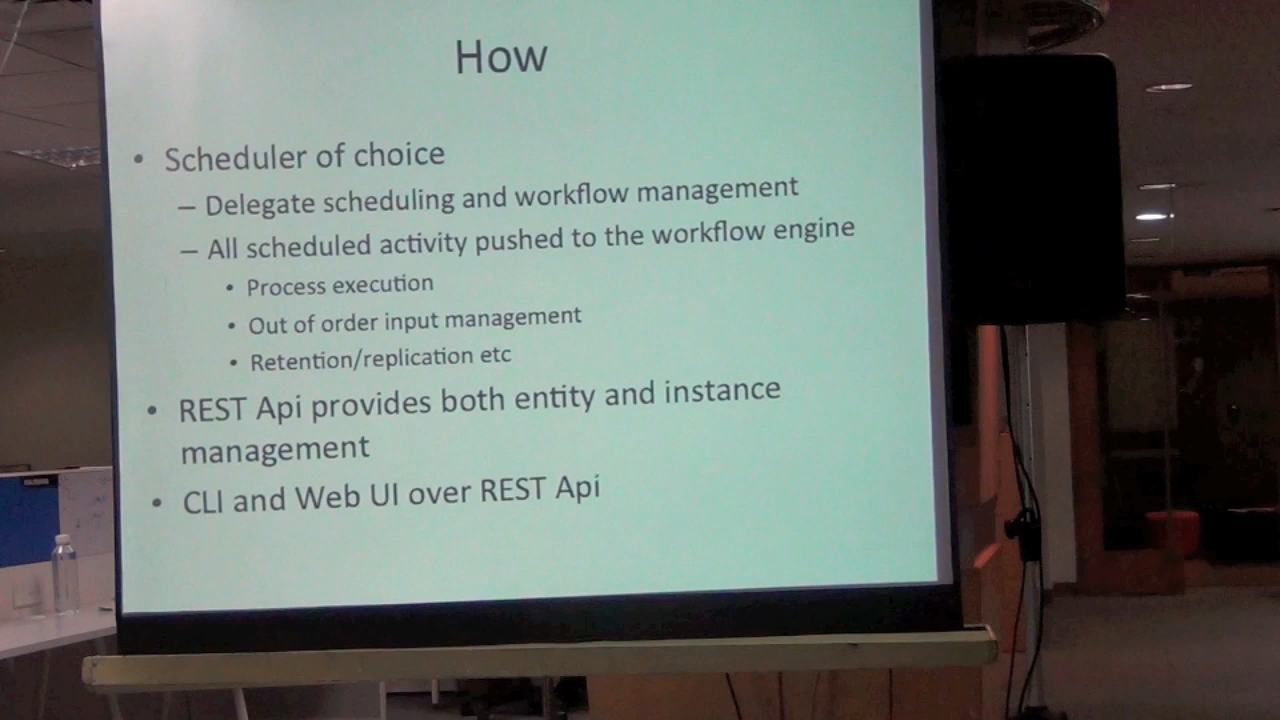 How
• Scheduler of choice
– Delegate scheduling and workflow management
– All scheduled activity pushed to the workflow engine
• Process execution
• Out of order input management
• Retention/replication etc
• REST Api provides both entity and instance
management
• CLI and Web UI over REST Api